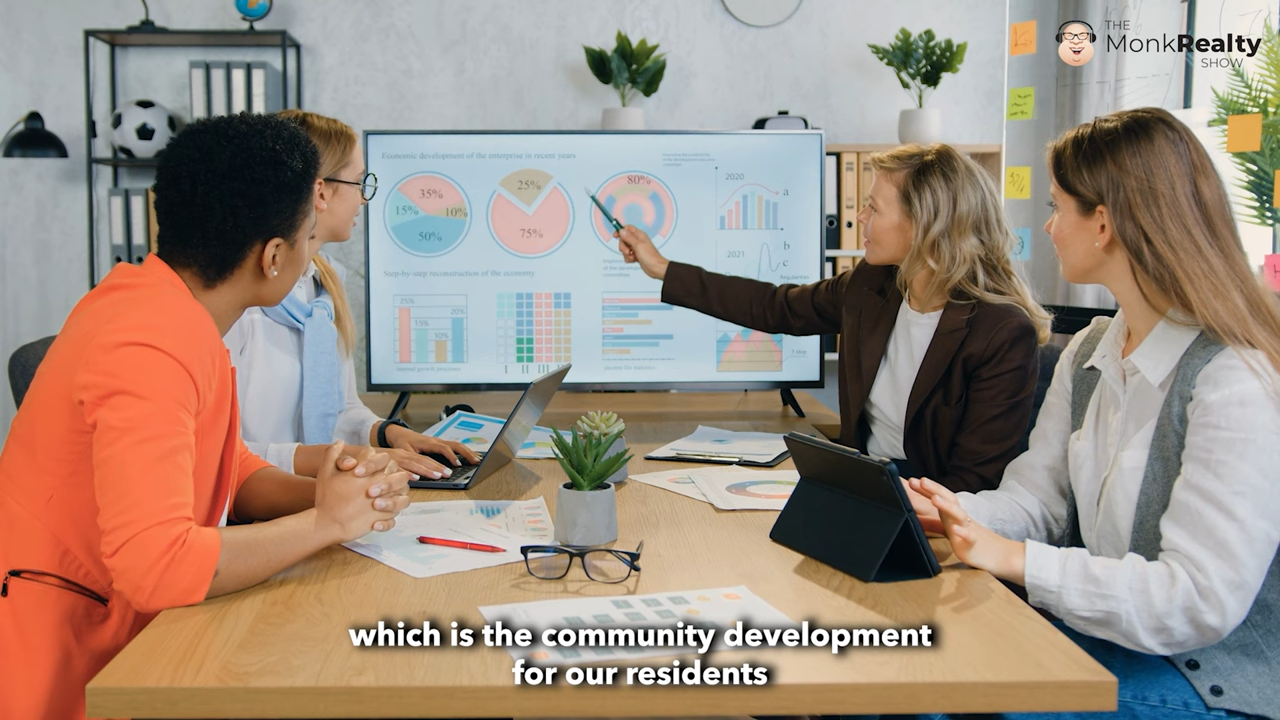 THE
MonkRealty
SHOW
Economic development of the enterprise in recent years
35%
15%
10%
50%
25%
75%
80%
2020
a
2021
b
c
Step-by-step reconstruction of the economy
25%
20%
15%
10%
I II III
which is the community development
for our residents